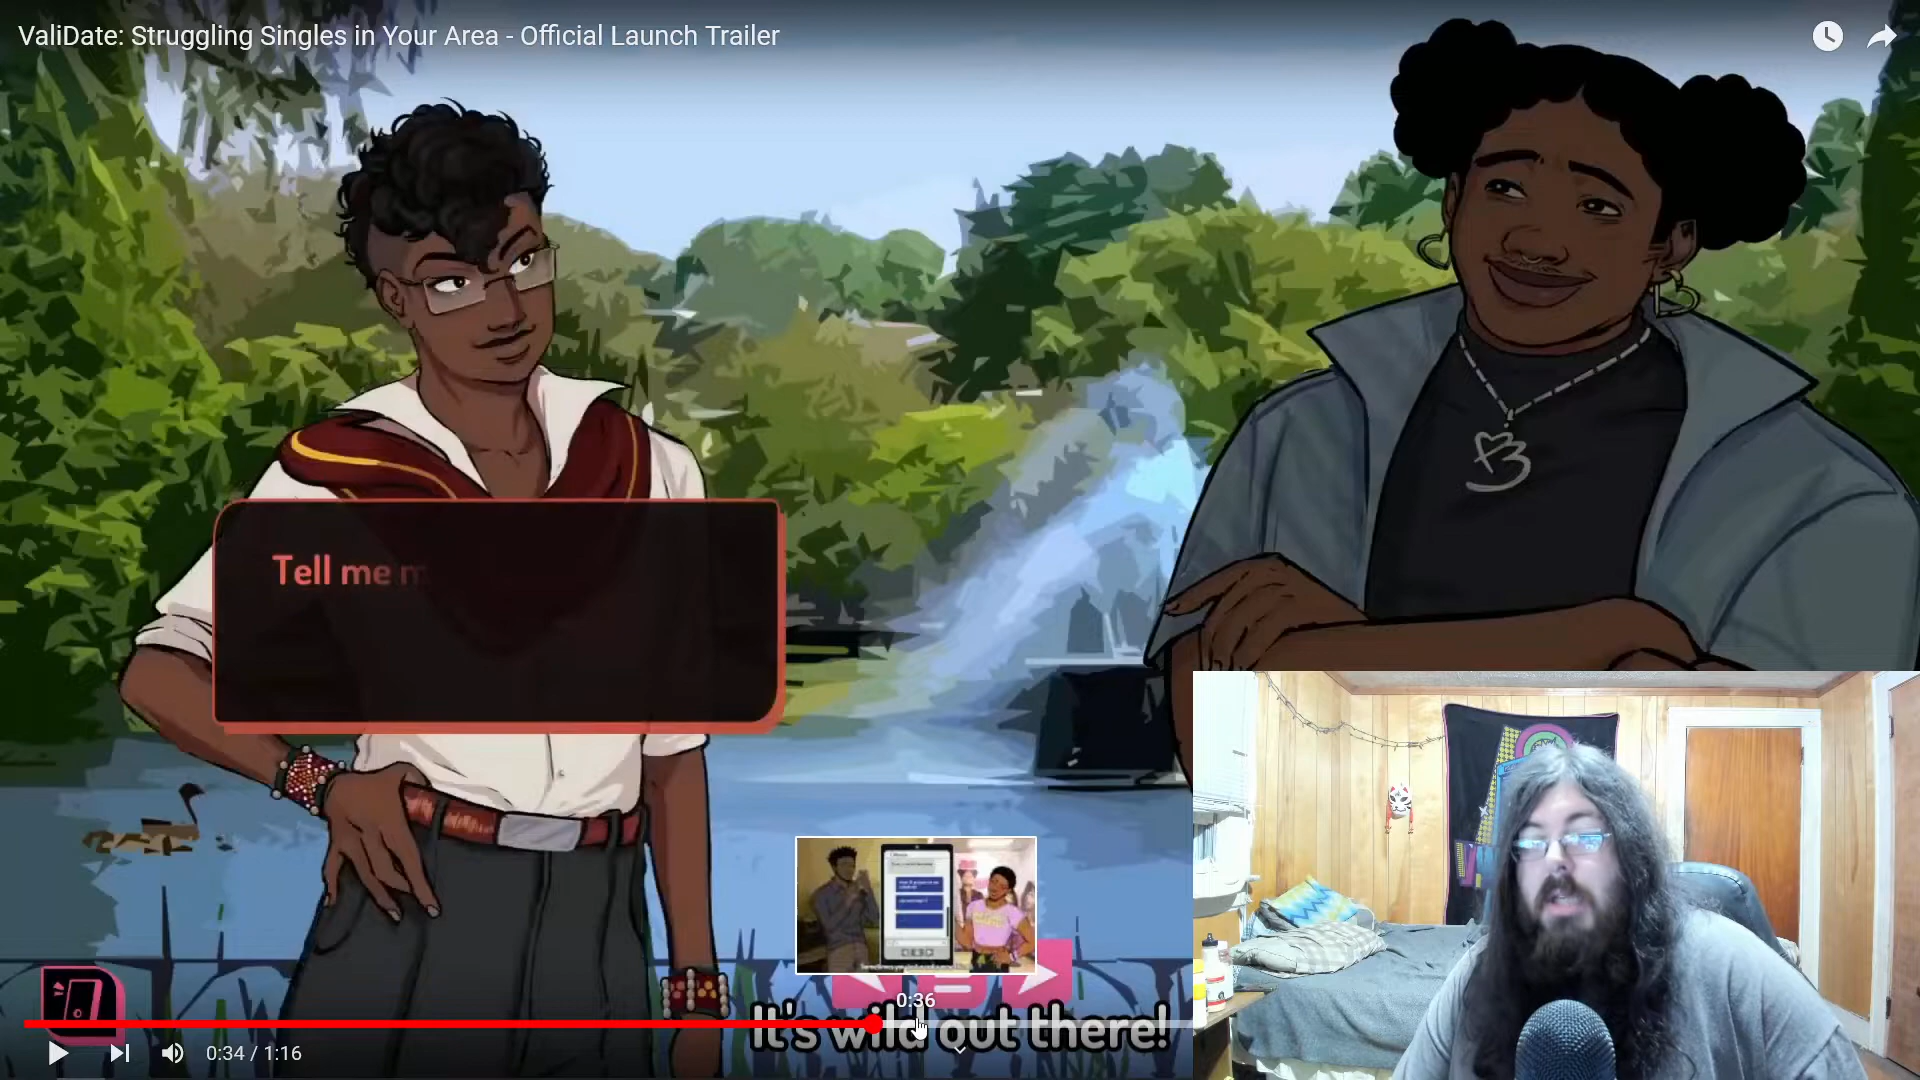 ValiDate: Struggling Singles in Your Area - Official Launch Trailer
Tell me m
0:36
It's wild out there!
0:34 / 1:16